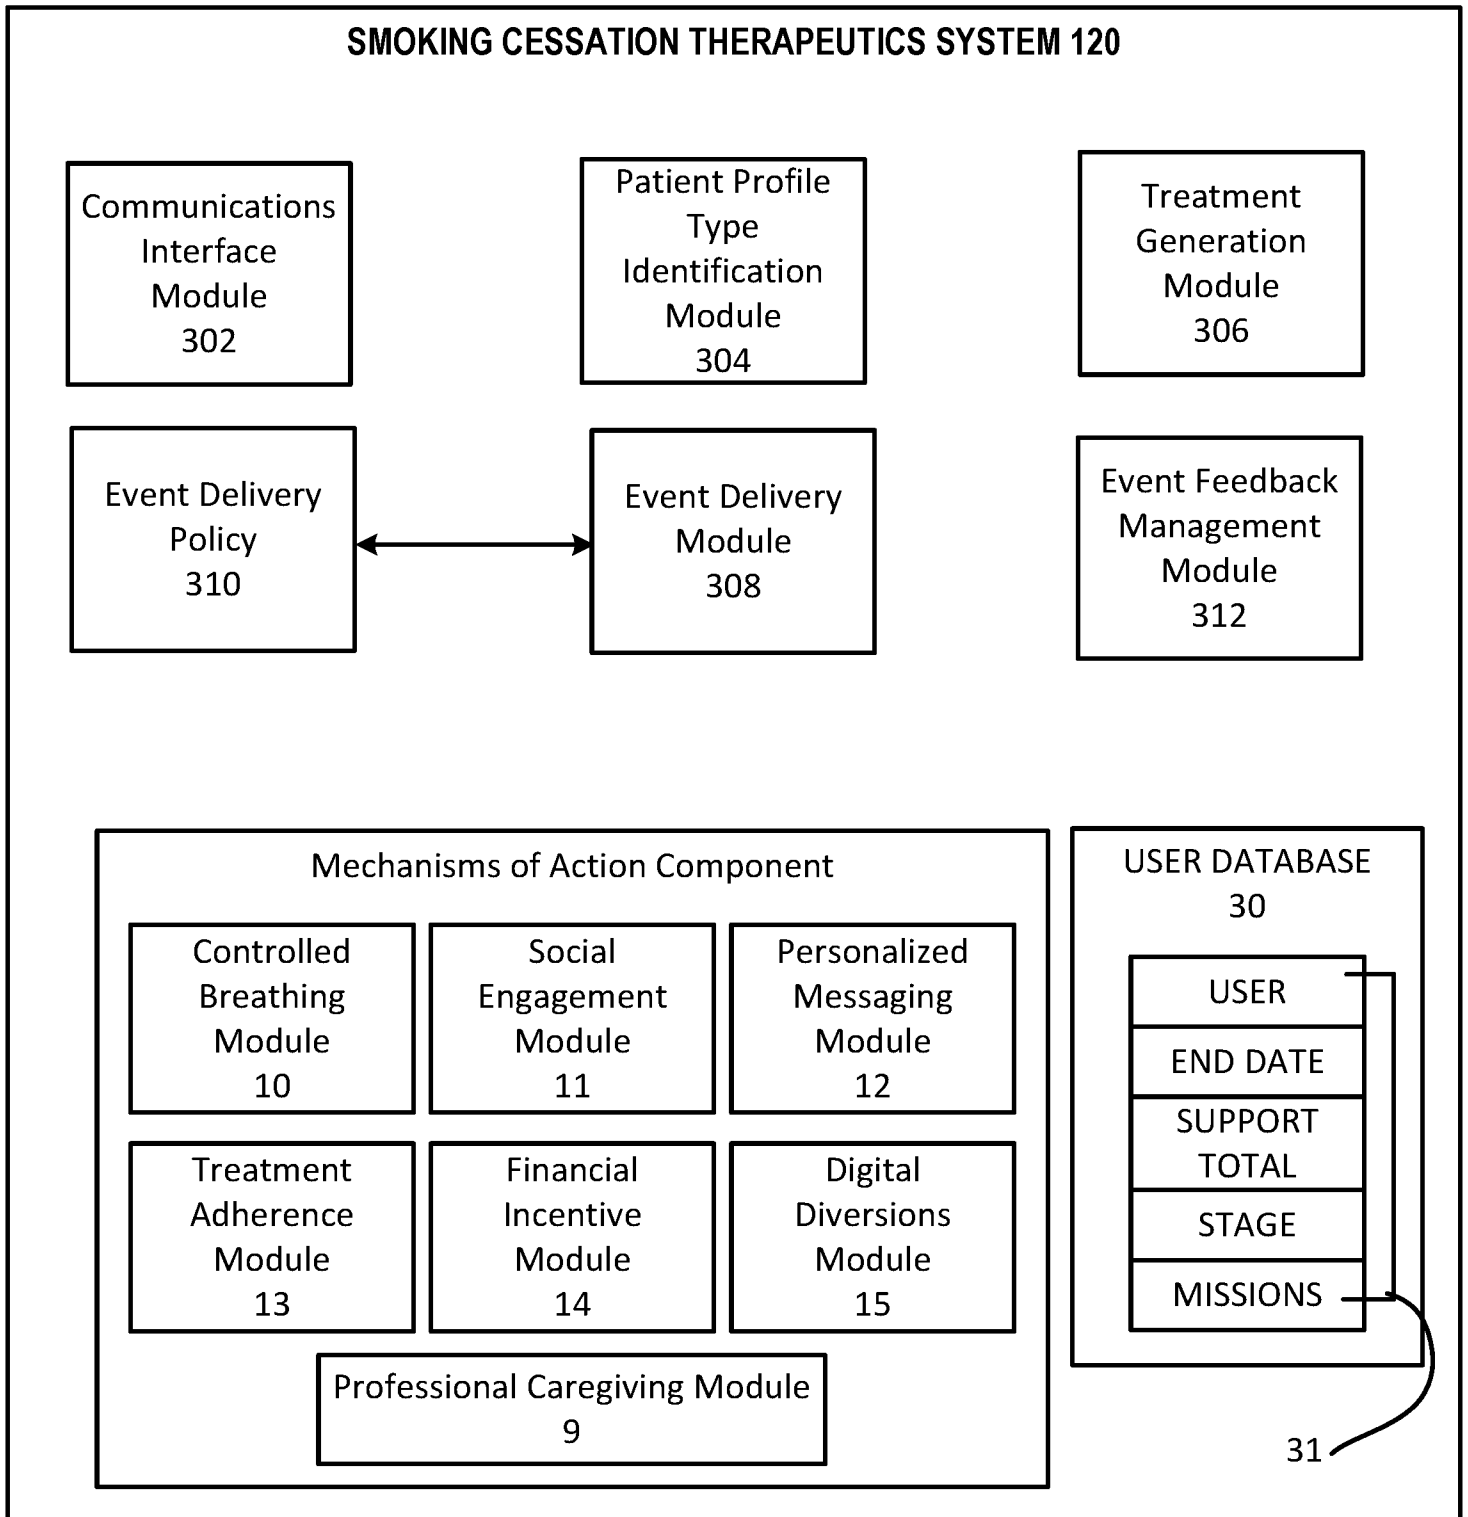 SMOKING CESSATION THERAPEUTICS SYSTEM 120
Communications
Interface
Module
302
Patient Profile
Type
Identification
Module
304
Treatment
Generation
Module
306
Event Delivery
Policy
310
Event Delivery
Module
308
Event Feedback
Management
Module
312
Mechanisms of Action Component
Controlled
Breathing
Module
10
Social
Engagement
Module
11
Personalized
Messaging
Module
12
Treatment
Adherence
Module
13
Financial
Incentive
Module
14
Digital
Diversions
Module
15
Professional Caregiving Module
9
USER DATABASE
30
USER
END DATE
SUPPORT
TOTAL
STAGE
MISSIONS
31